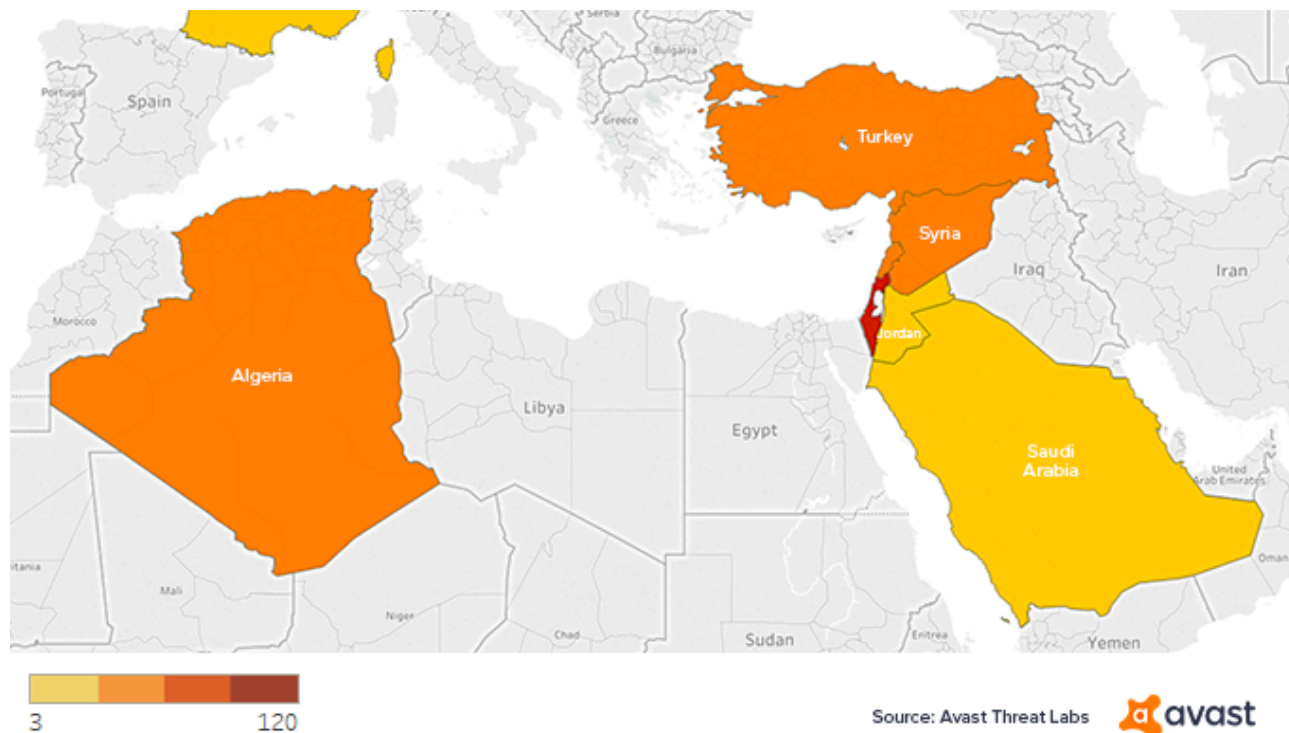 Serbia
Bulgaria
Portugal
Spain
Greece
Turkey
Syria
Iraq
Iran
Morocco
Jordan
Algeria
Libya
Egypt
Saudi
Arabia
United
Arab Emirates
Oman
itania
Mali
Niger
Chad
Sudan
Eritrea
Yemen
3 120
Source: Avast Threat Labs
avast